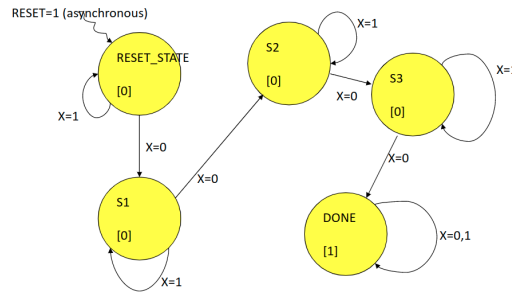 RESET=1 (asynchronous)
RESET_STATE
[0]
X=1
X=0
S1
[0]
X=1
X=0
S2
[0]
X=1
X=0
S3
[0]
X=1
X=0
DONE
[1]
X=0,1